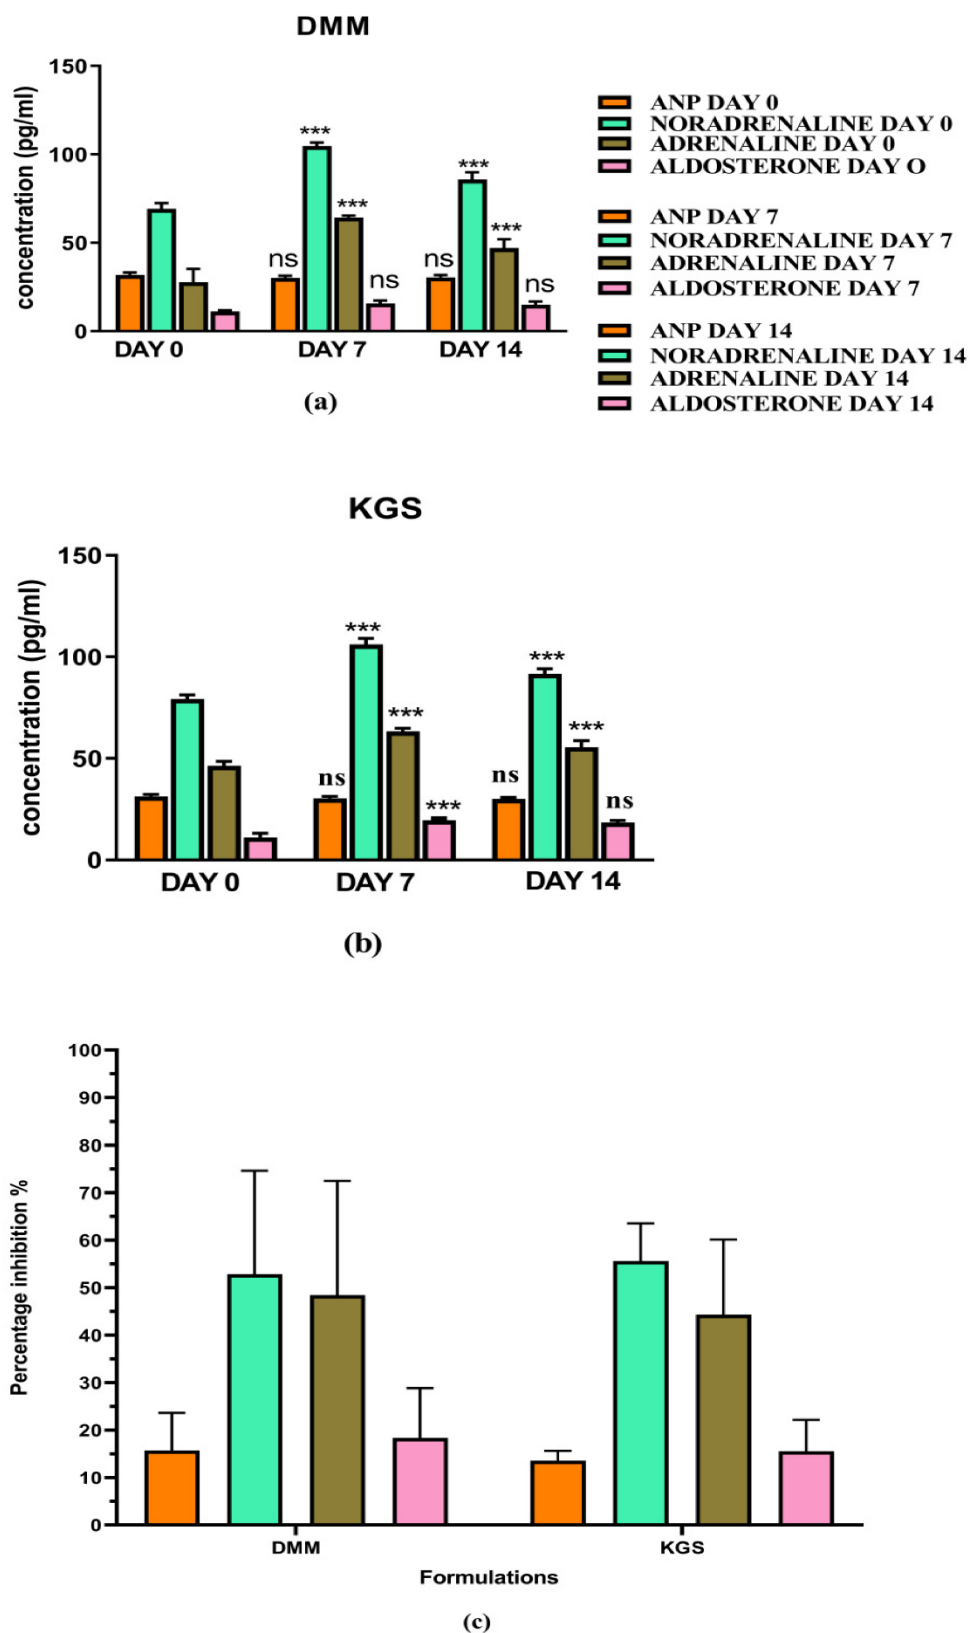 DMM
150
100
50
0
concentration (pg/ml)
***
***
***
***
ns
ns
ns
ns
DAY 0
DAY 7
DAY 14
ANP DAY 0
NORADRENALINE DAY 0
ADRENALINE DAY 0
ALDOSTERONE DAY O
ANP DAY 7
NORADRENALINE DAY 7
ADRENALINE DAY 7
ALDOSTERONE DAY 7
ANP DAY 14
NORADRENALINE DAY 14
ADRENALINE DAY 14
ALDOSTERONE DAY 14
(a)
KGS
150
100
50
0
concentration (pg/ml)
***
***
***
***
ns
ns
***
ns
DAY 0
DAY 7
DAY 14
(b)
100
90
80
70
60
50
40
30
20
10
0
Percentage inhibition %
DMM
KGS
Formulations
(c)